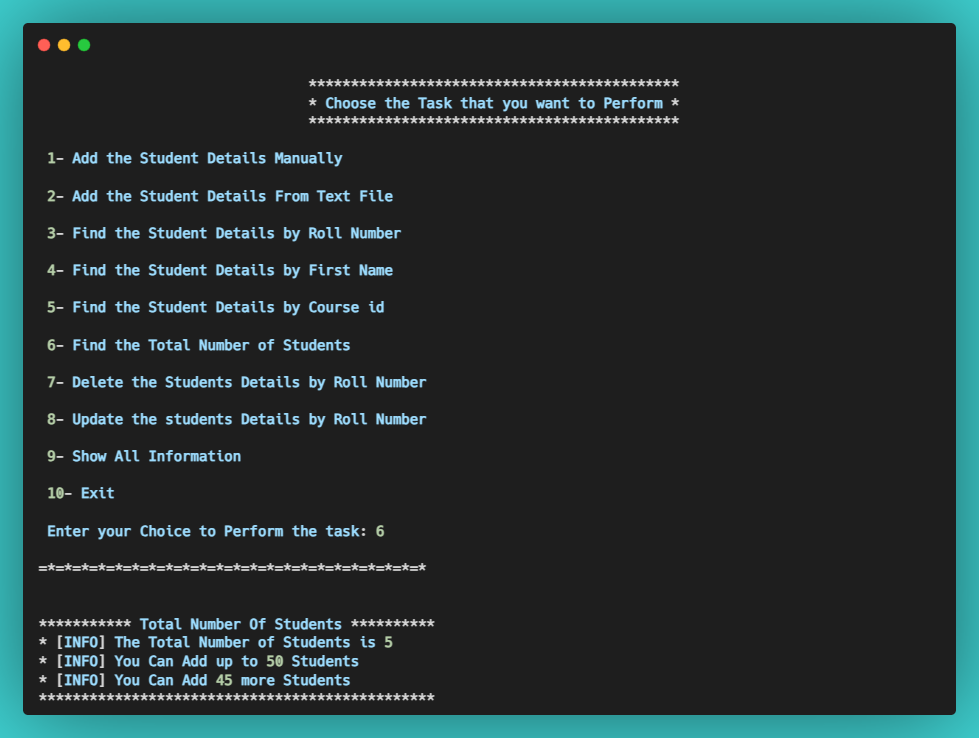 ********************************************
* Choose the Task that you want to Perform *
********************************************
1- Add the Student Details Manually
2- Add the Student Details From Text File
3- Find the Student Details by Roll Number
4- Find the Student Details by First Name
5- Find the Student Details by Course id
6- Find the Total Number of Students
7- Delete the Students Details by Roll Number
8- Update the students Details by Roll Number
9- Show All Information
10- Exit
Enter your Choice to Perform the task: 6
=*=*=*=*=*=*=*=*=*=*=*=*=*=*=*=*=*=*=*=*=*=*=*
*********** Total Number Of Students **********
* [INFO] The Total Number of Students is 5
* [INFO] You Can Add up to 50 Students
* [INFO] You Can Add 45 more Students
***********************************************